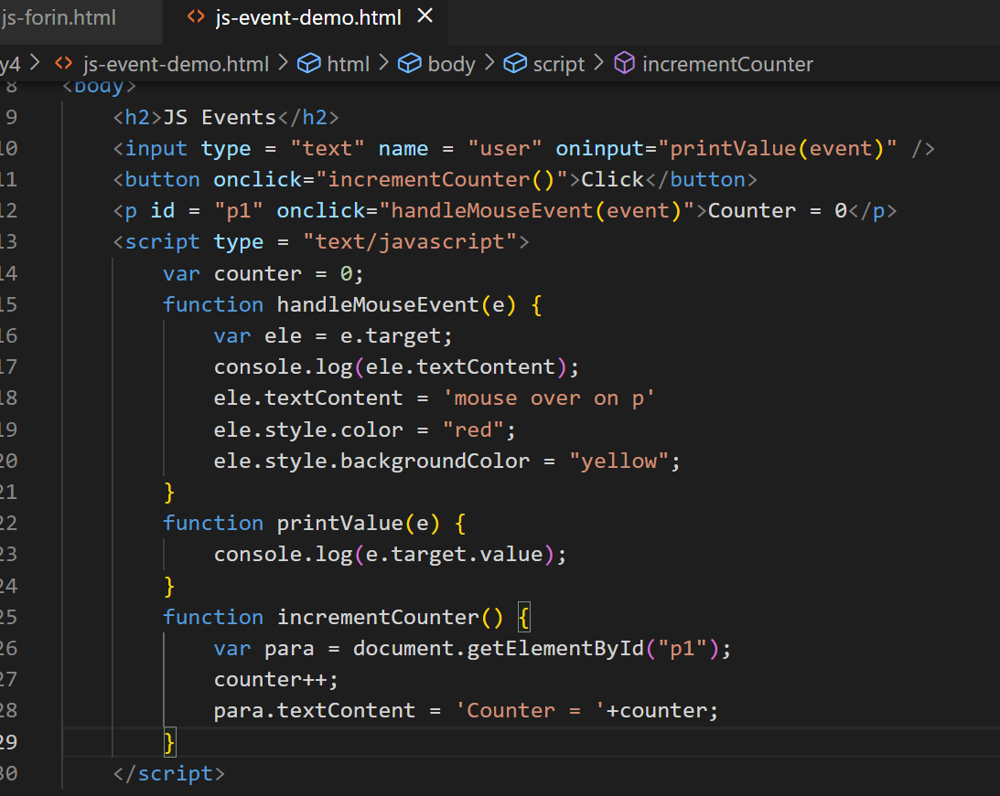 js-forin.html <> js-event-demo.html ×
y4 > <> js-event-demo.html > html > body > script > incrementCounter
8 <body>
9 <h2>JS Events</h2>
10 <input type = "text" name = "user" oninput="printValue(event)" />
11 <button onclick="incrementCounter()">Click</button>
12 <p id = "p1" onclick="handleMouseEvent(event)">Counter = 0</p>
13 <script type = "text/javascript">
14 var counter = 0;
15 function handleMouseEvent(e) {
16 var ele = e.target;
17 console.log(ele.textContent);
18 ele.textContent = 'mouse over on p'
19 ele.style.color = "red";
20 ele.style.backgroundColor = "yellow";
21 }
22 function printValue(e) {
23 console.log(e.target.value);
24 }
25 function incrementCounter() {
26 var para = document.getElementById("p1");
27 counter++;
28 para.textContent = 'Counter = '+counter;
29 }
30 </script>